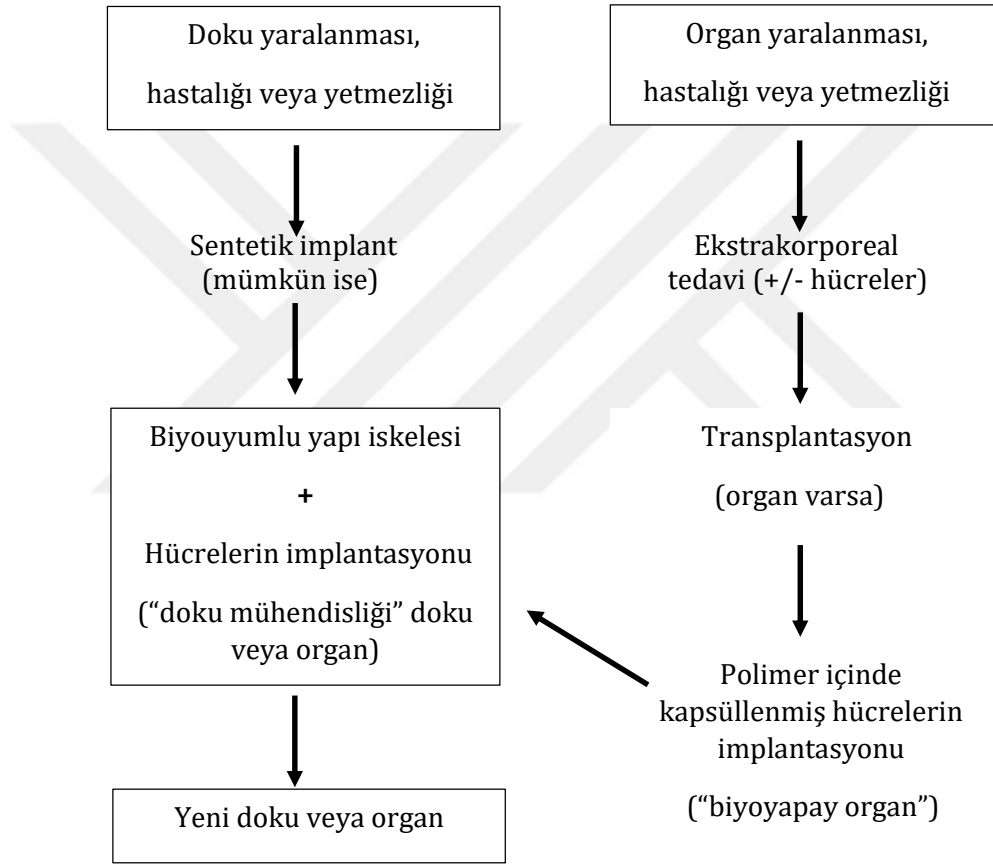 Doku yaralanması,
hastalığı veya yetmezliği
Organ yaralanması,
hastalığı veya yetmezliği
Sentetik implant
(mümkün ise)
Ekstrakorporeal
tedavi (+/- hücreler)
Biyouyumlu yapı iskelesi
+
Hücrelerin implantasyonu
(“doku mühendisliği” doku
veya organ)
Transplantasyon
(organ varsa)
Polimer içinde
kapsüllenmiş hücrelerin
implantasyonu
(“biyoyapay organ”)
Yeni doku veya organ